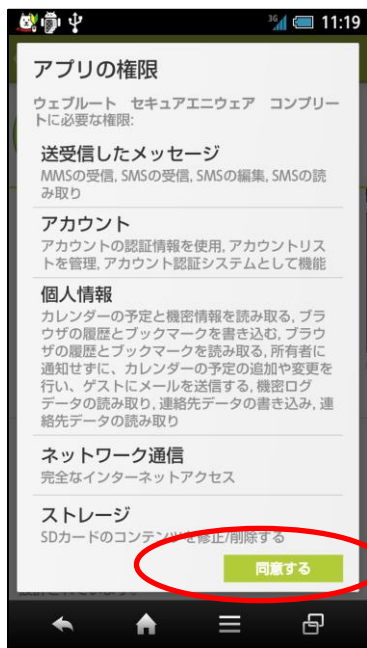 3G 11:19
アプリの権限
ウェブルート セキュアエニウェア コンプリー
トに必要な権限:
送受信したメッセージ
MMSの受信, SMSの受信, SMSの編集, SMSの読
み取り
アカウント
アカウントの認証情報を使用, アカウントリス
トを管理, アカウント認証システムとして機能
個人情報
カレンダーの予定と機密情報を読み取る, ブラ
ウザの履歴とブックマークを書き込む, ブラウ
ザの履歴とブックマークを読み取る, 所有者に
通知せずに、カレンダーの予定の追加や変更を
行い、ゲストにメールを送信する, 機密ログ
データの読み取り, 連絡先データの書き込み, 連
絡先データの読み取り
ネットワーク通信
完全なインターネットアクセス
ストレージ
SDカードのコンテンツを修正/削除する
同意する